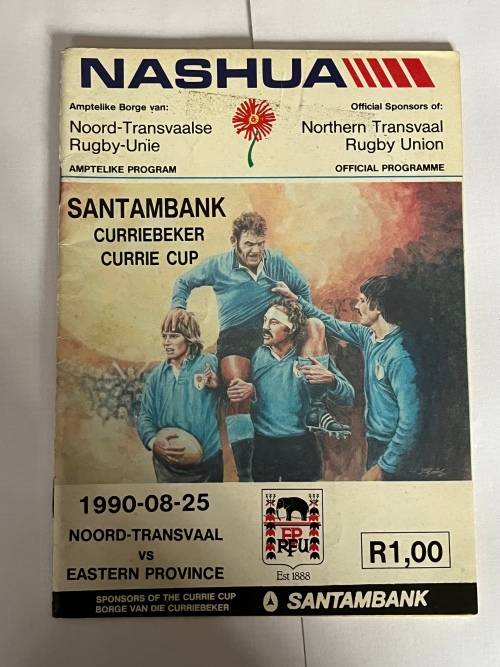 NASHUA
Amptelike Borge van:
Noord-Transvaalse
Rugby-Unie
AMPTELIKE PROGRAM
Official Sponsors of:
Northern Transvaal
Rugby Union
OFFICIAL PROGRAMME
SANTAMBANK
CURRIEBEKER
CURRIE CUP
1990-08-25
NOORD-TRANSVAAL
VS
EASTERN PROVINCE
EP
RFU
Est 1888
R1,00
SPONSORS OF THE CURRIE CUP
BORGE VAN DIE CURRIEBEKER
SANTAMBANK